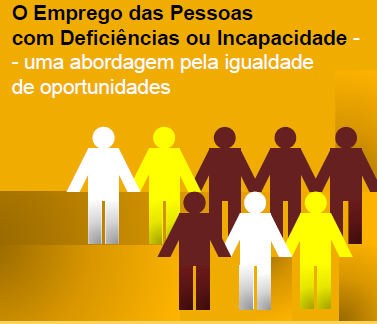 O Emprego das Pessoas
com Deficiências ou Incapacidade -
- uma abordagem pela igualdade
de oportunidades